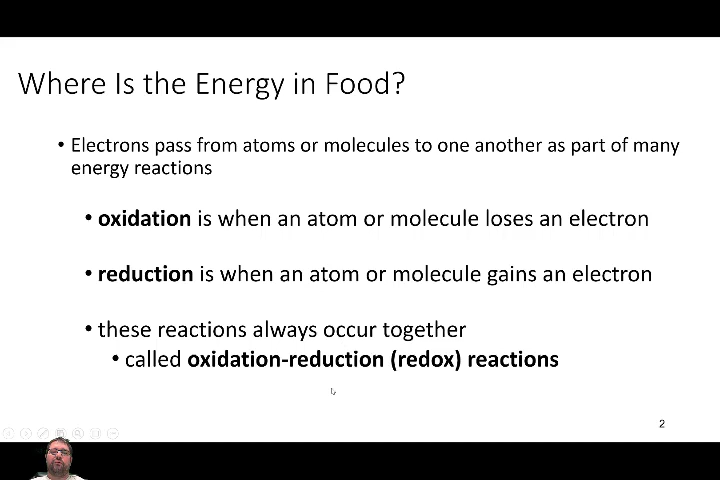 Where Is the Energy in Food?
• Electrons pass from atoms or molecules to one another as part of many
energy reactions
• oxidation is when an atom or molecule loses an electron
• reduction is when an atom or molecule gains an electron
• these reactions always occur together
• called oxidation-reduction (redox) reactions
2